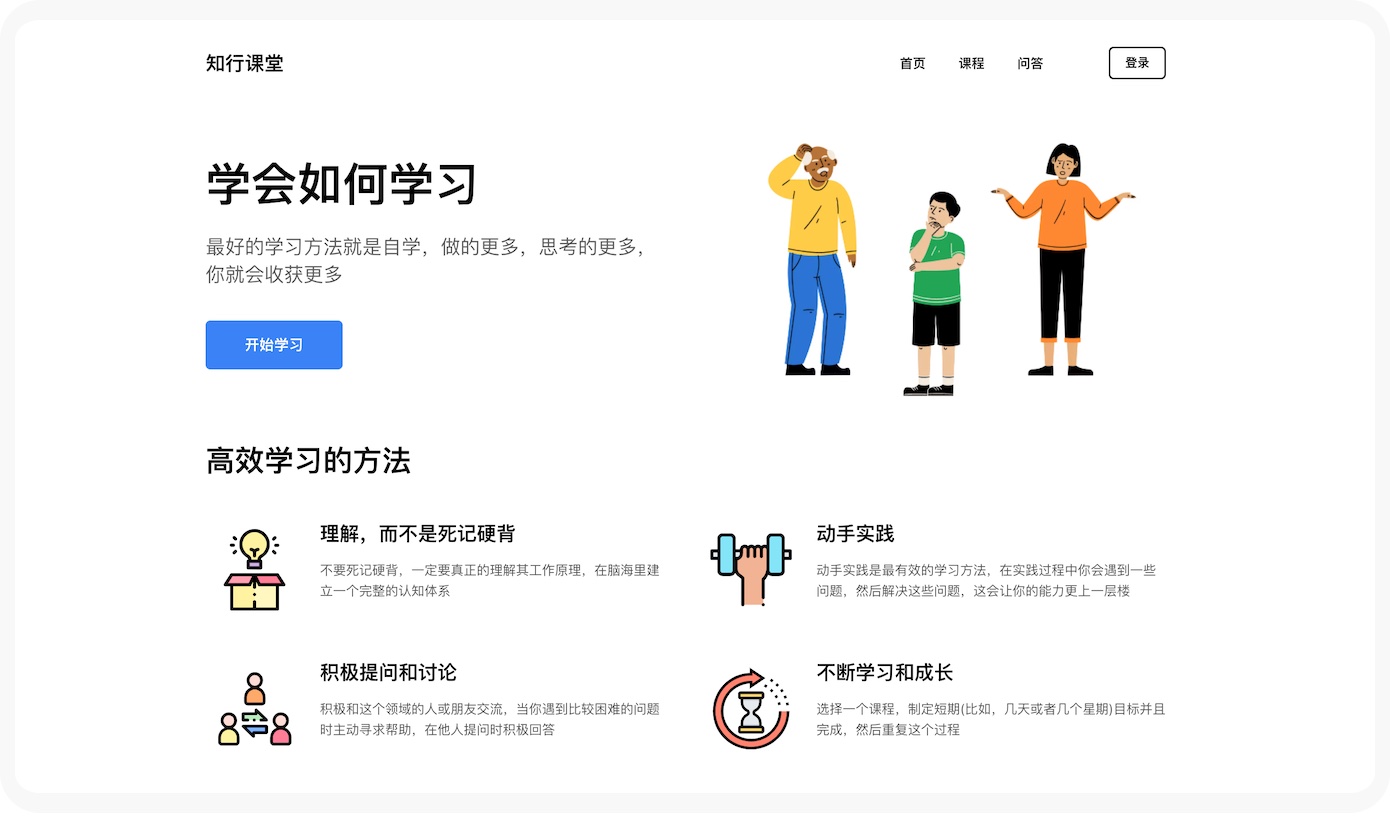 知行课堂
首页
课程
问答
登录
学会如何学习
最好的学习方法就是自学，做的更多，思考的更多，
你就会收获更多
开始学习
高效学习的方法
理解，而不是死记硬背
不要死记硬背，一定要真正的理解其工作原理，在脑海里建
立一个完整的认知体系
动手实践
动手实践是最有效的学习方法，在实践过程中你会遇到一些
问题，然后解决这些问题，这会让你的能力更上一层楼
积极提问和讨论
积极和这个领域的人或朋友交流，当你遇到比较困难的问题
时主动寻求帮助，在他人提问时积极回答
不断学习和成长
选择一个课程，制定短期(比如，几天或者几个星期)目标并且
完成，然后重复这个过程